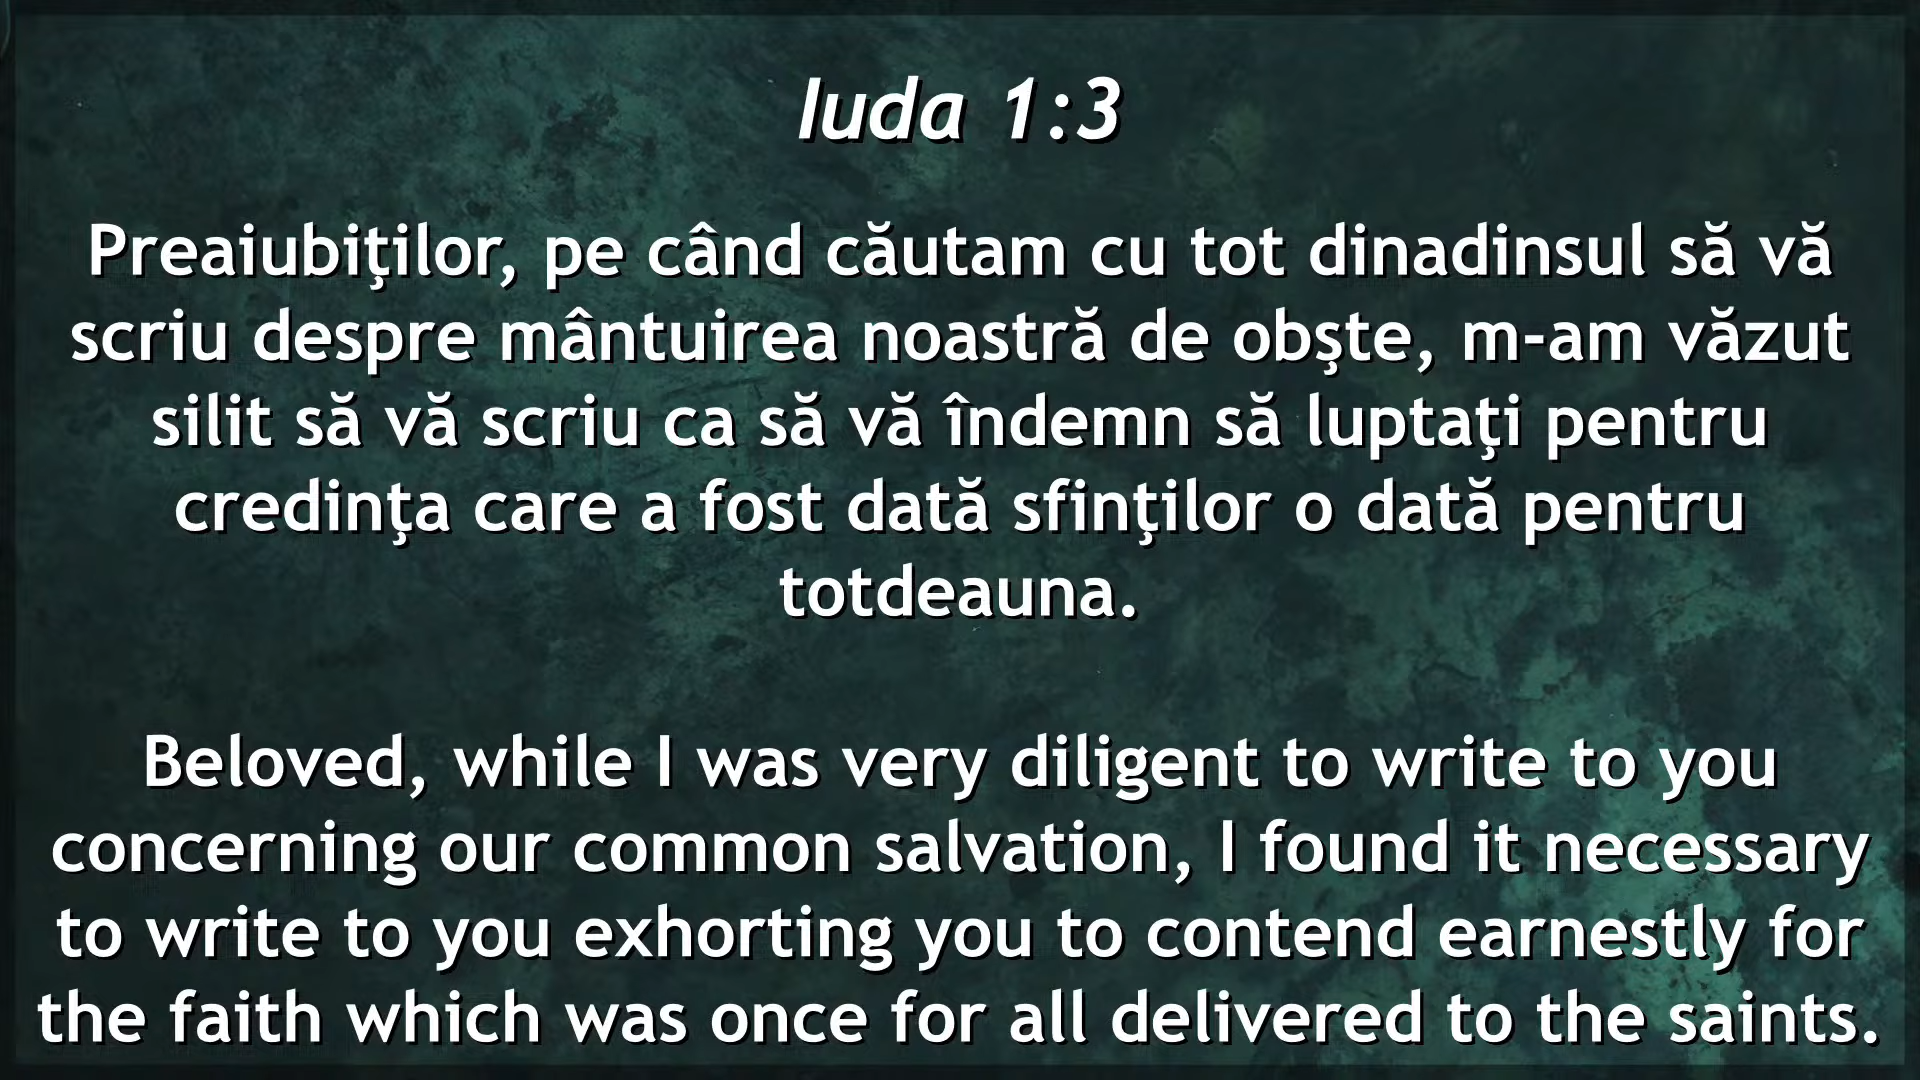 Iuda 1:3
Preaiubiţilor, pe când căutam cu tot dinadinsul să vă
scriu despre mântuirea noastră de obşte, m-am văzut
silit să vă scriu ca să vă îndemn să luptaţi pentru
credinţa care a fost dată sfinţilor o dată pentru
totdeauna.
Beloved, while I was very diligent to write to you
concerning our common salvation, I found it necessary
to write to you exhorting you to contend earnestly for
the faith which was once for all delivered to the saints.